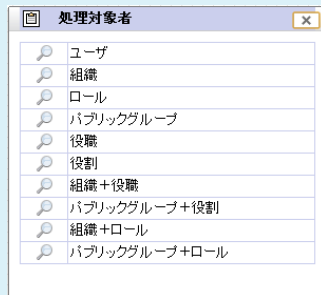 処理対象者
ユーザ
組織
ロール
パブリックグループ
役職
役割
組織＋役職
パブリックグループ＋役割
組織＋ロール
パブリックグループ＋ロール